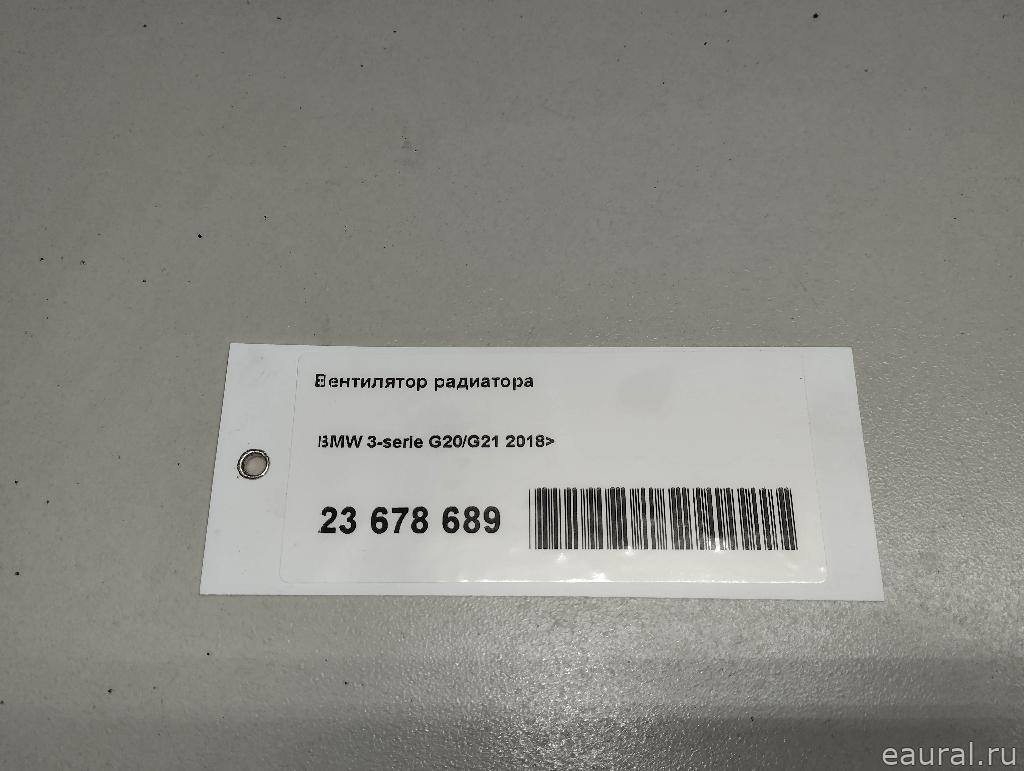 Вентилятор радиатора
BMW 3-serie G20/G21 2018>
23 678 689
eaural.ru